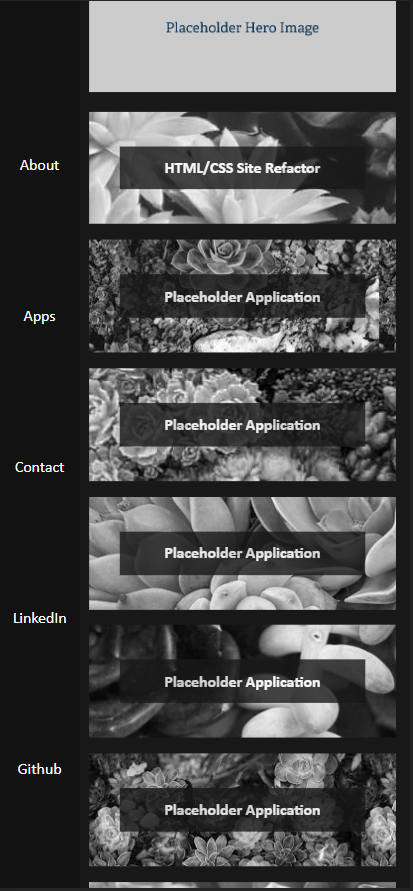 Placeholder Hero Image
About
Apps
Contact
LinkedIn
Github
HTML/CSS Site Refactor
Placeholder Application
Placeholder Application
Placeholder Application
Placeholder Application
Placeholder Application